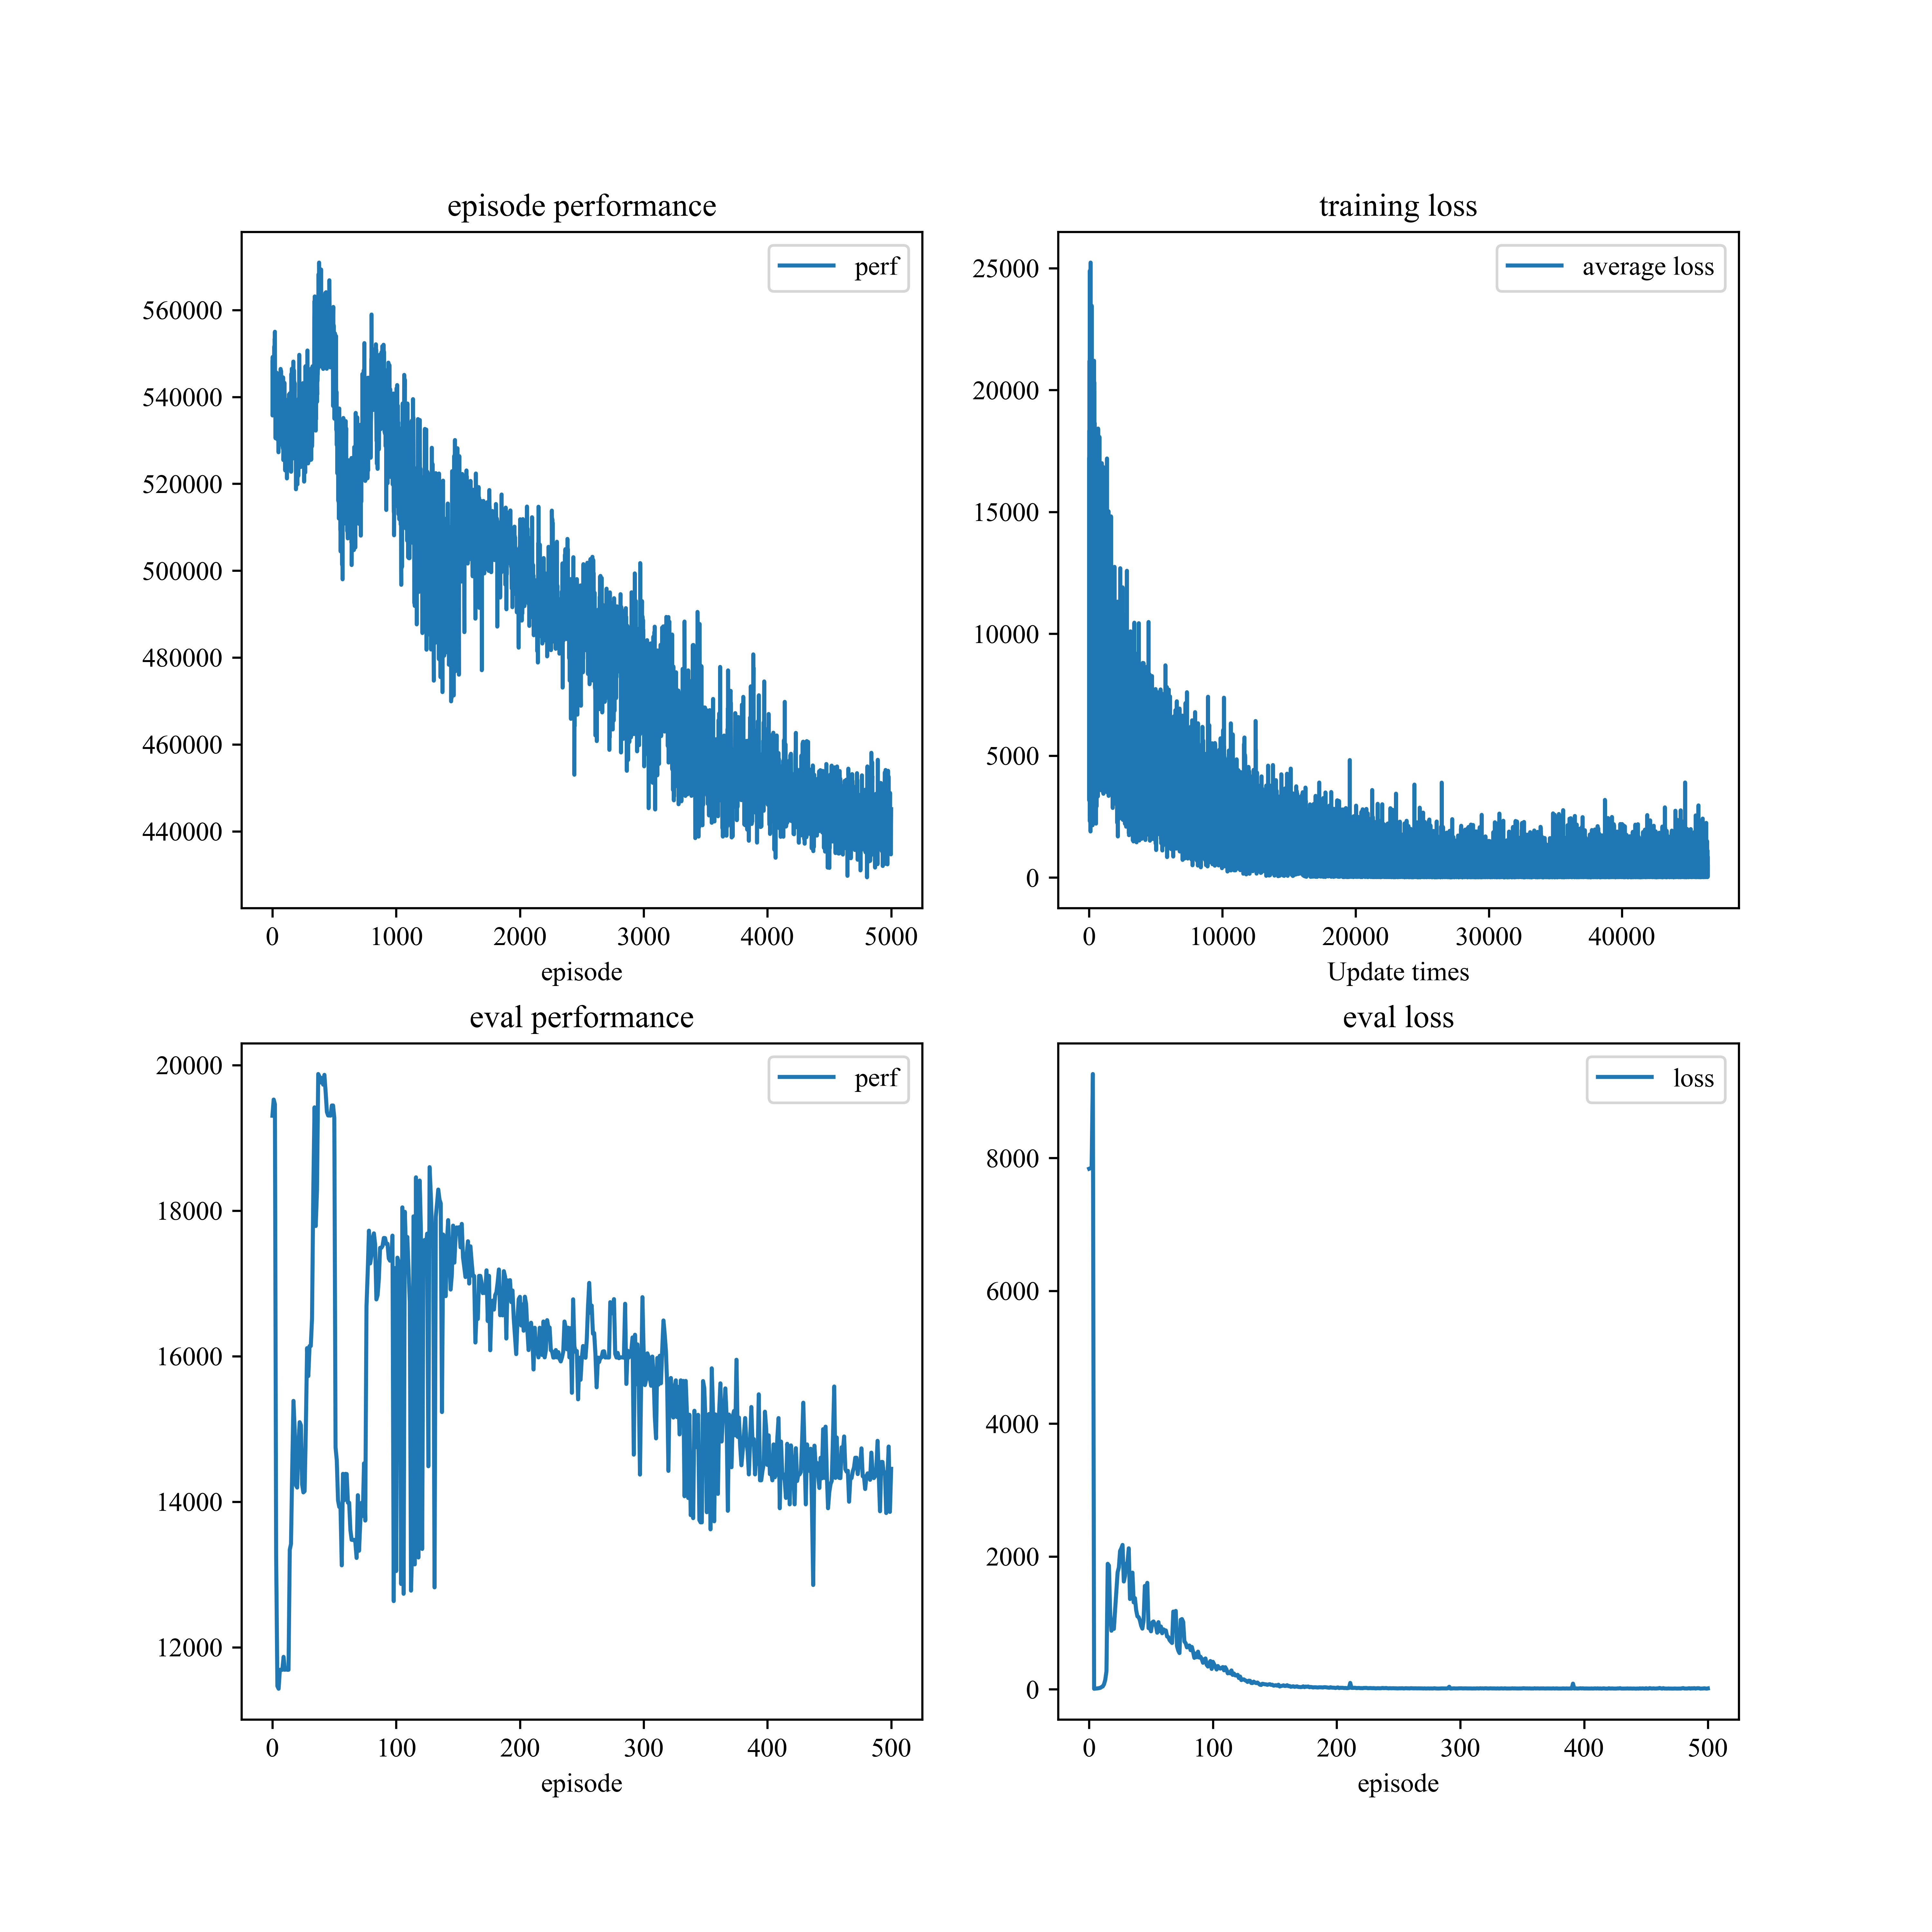 episode performance
perf
560000
540000
520000
500000
480000
460000
440000
0 1000 2000 3000 4000 5000
episode
training loss
average loss
25000
20000
15000
10000
5000
0
0 10000 20000 30000 40000
Update times
eval performance
perf
20000
18000
16000
14000
12000
0 100 200 300 400 500
episode
eval loss
loss
8000
6000
4000
2000
0
0 100 200 300 400 500
episode